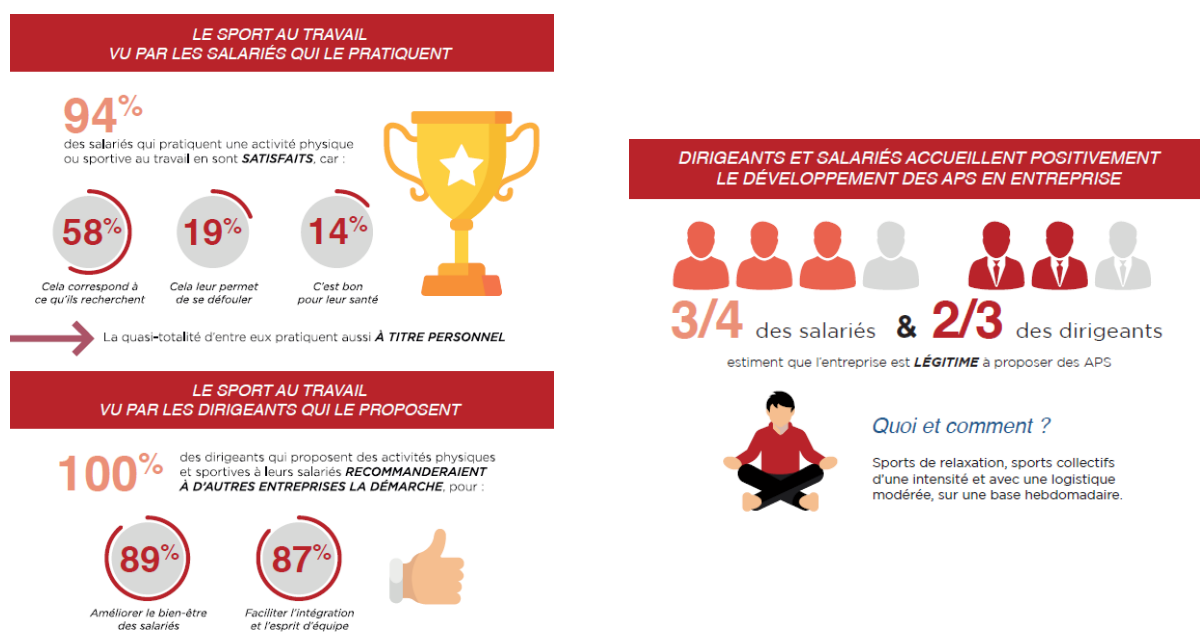 LE SPORT AU TRAVAIL
VU PAR LES SALARIÉS QUI LE PRATIQUENT
94%
des salariés qui pratiquent une activité physique
ou sportive au travail en sont SATISFAITS, car :
58%
Cela correspond à
ce qu'ils recherchent
19%
Cela leur permet
de se défouler
14%
C'est bon
pour leur santé
La quasi-totalité d'entre eux pratiquent aussi À TITRE PERSONNEL
LE SPORT AU TRAVAIL
VU PAR LES DIRIGEANTS QUI LE PROPOSENT
100%
des dirigeants qui proposent des activités physiques
et sportives à leurs salariés RECOMMANDERAIENT
À D'AUTRES ENTREPRISES LA DÉMARCHE, pour :
89%
Améliorer le bien-être
des salariés
87%
Faciliter l'intégration
et l'esprit d'équipe
DIRIGEANTS ET SALARIÉS ACCUEILLENT POSITIVEMENT
LE DÉVELOPPEMENT DES APS EN ENTREPRISE
3/4 des salariés & 2/3 des dirigeants
estiment que l'entreprise est LÉGITIME à proposer des APS
Quoi et comment ?
Sports de relaxation, sports collectifs
d'une intensité et avec une logistique
modérée, sur une base hebdomadaire.